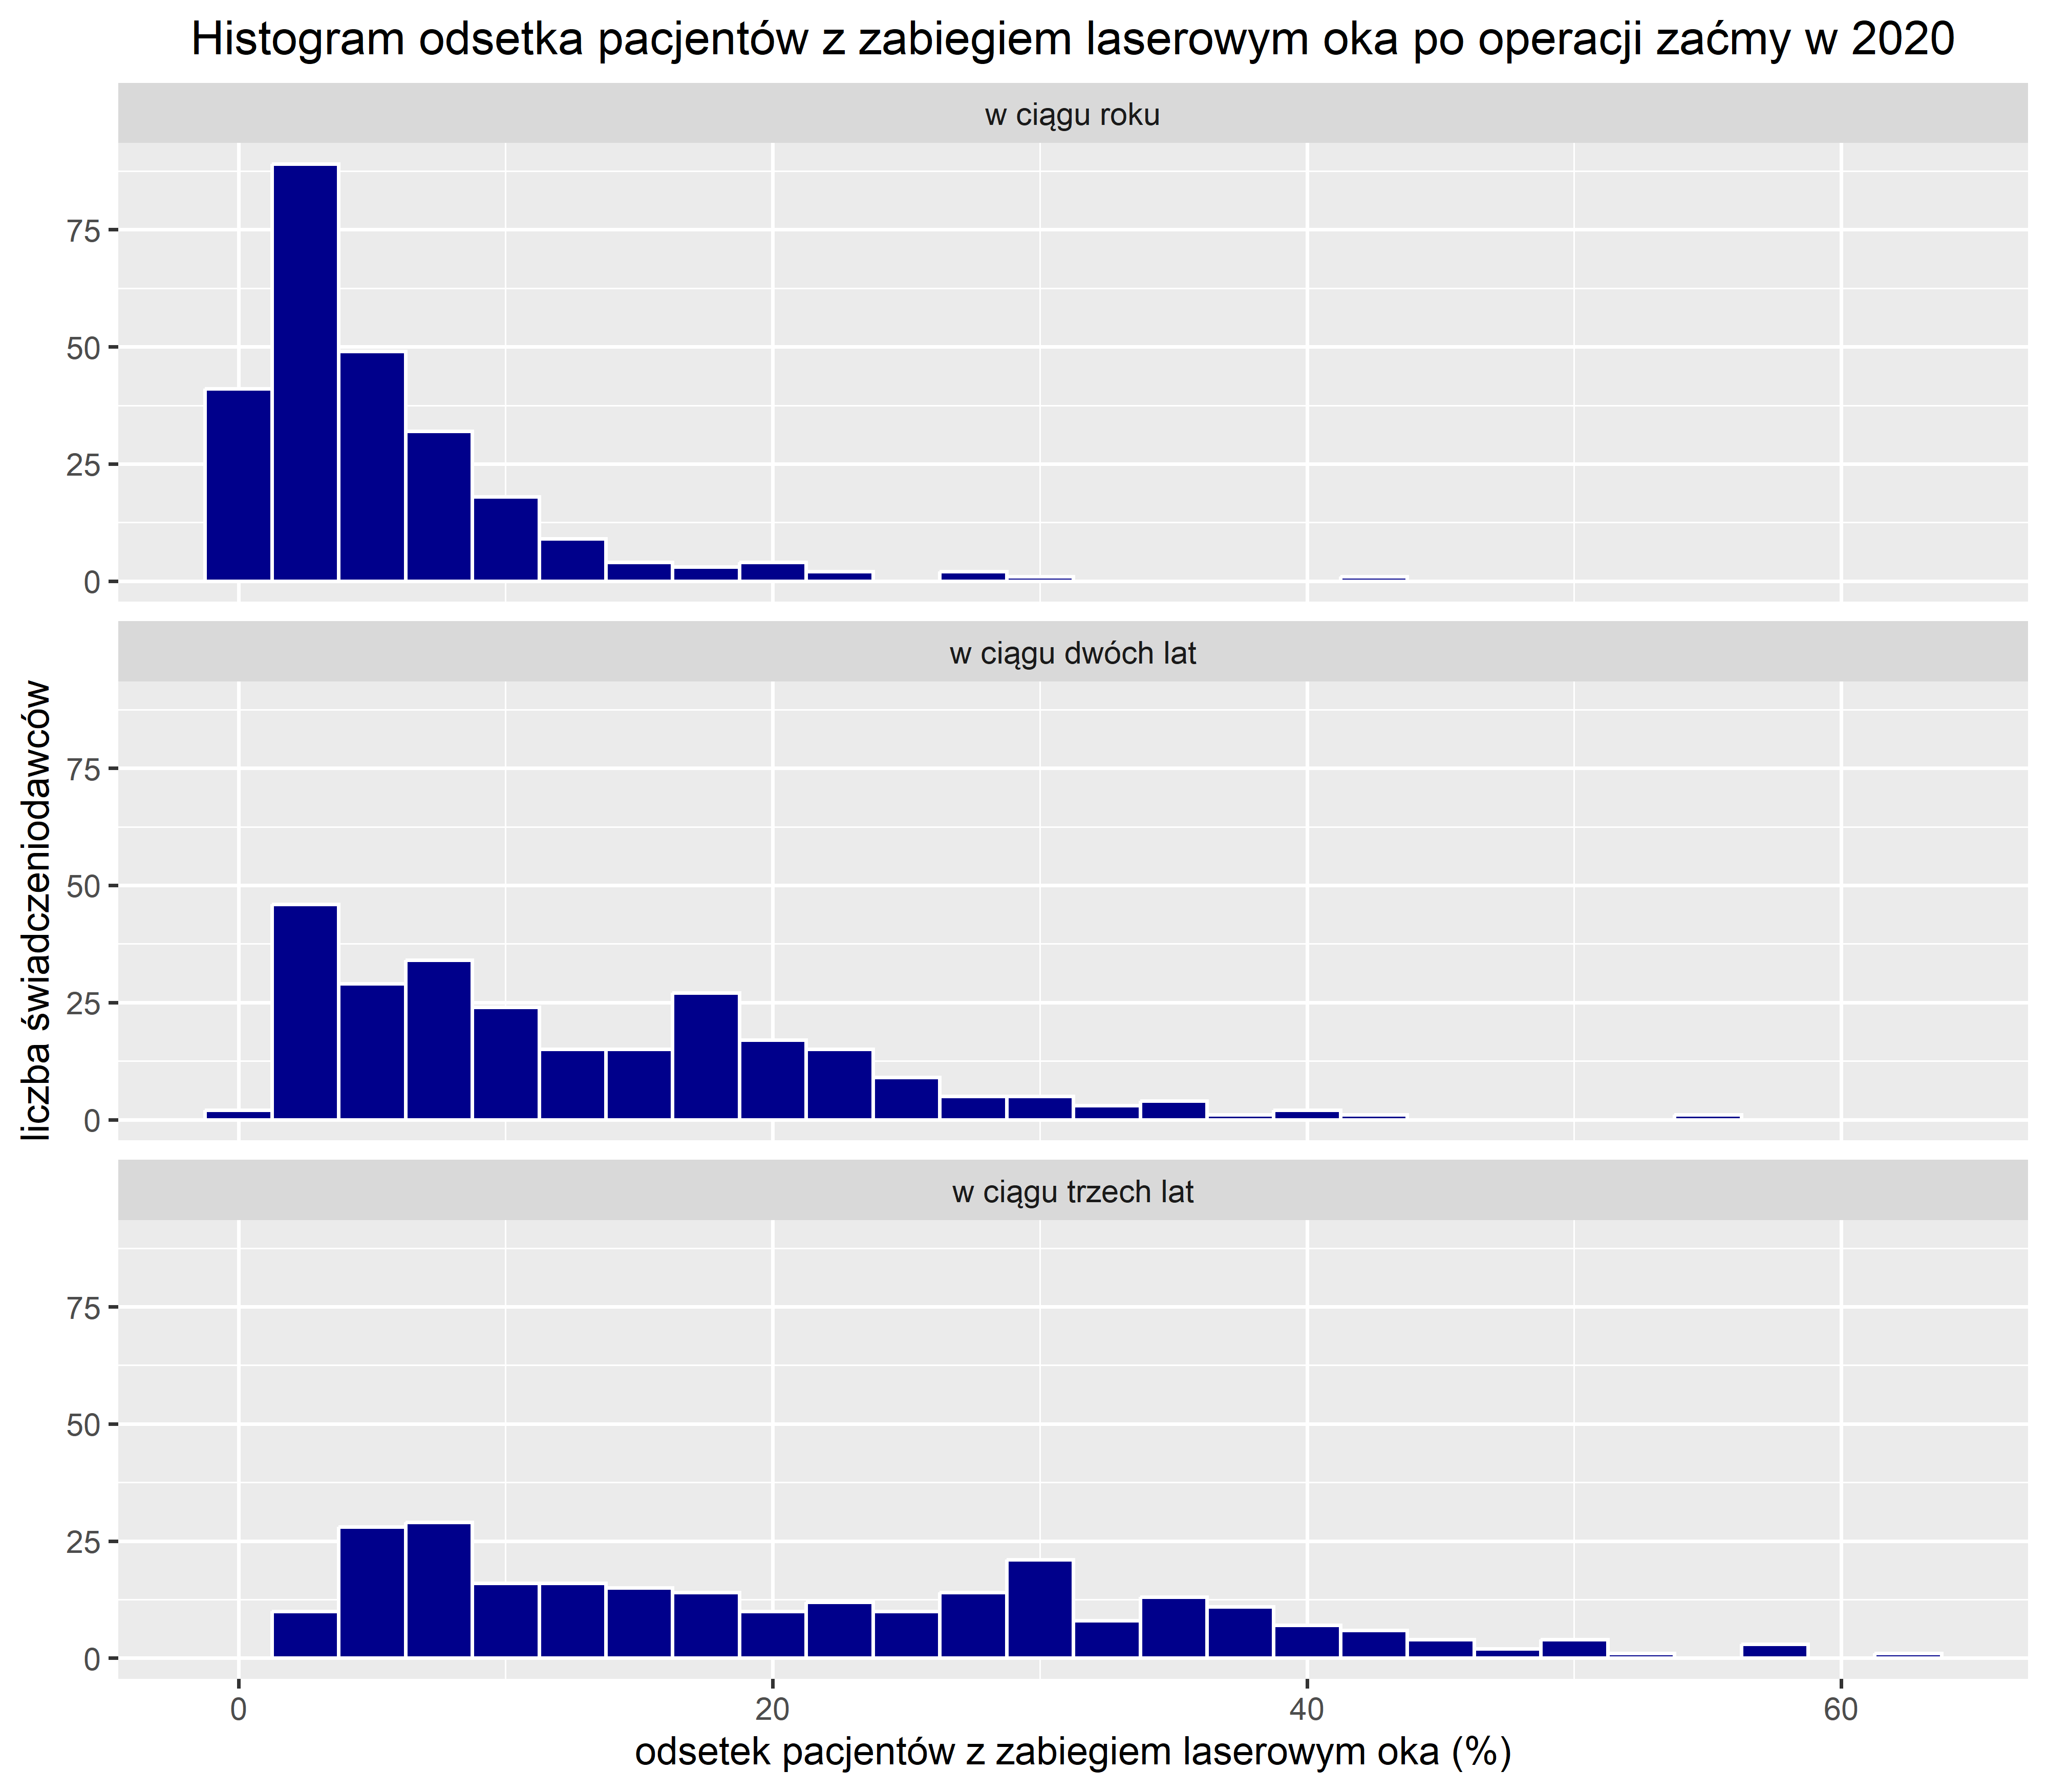 Histogram odsetka pacjentów z zabiegiem laserowym oka po operacji zaćmy w 2020
w ciągu roku
75
50
25
0
w ciągu dwóch lat
75
50
25
0
w ciągu trzech lat
75
50
25
0
0 20 40 60
odsetek pacjentów z zabiegiem laserowym oka (%)
liczba świadczeniodawców